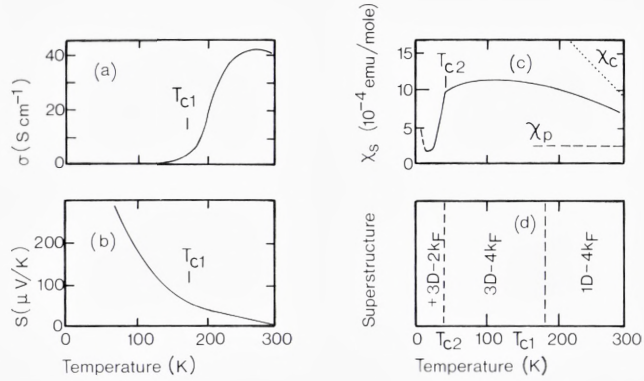 40
20
0
σ (S cm⁻¹)
(a)
Tc1
200
100
0
S(μV/K)
(b)
Tc1
100 200 300
Temperature (K)
15
10
5
0
χs (10⁻⁴ emu/mole)
Tc2
(c)
χc
χp
Superstructure
(d)
+3D-2kF
3D-4kF
1D-4kF
0 Tc2 100 Tc1 200 300
Temperature (K)